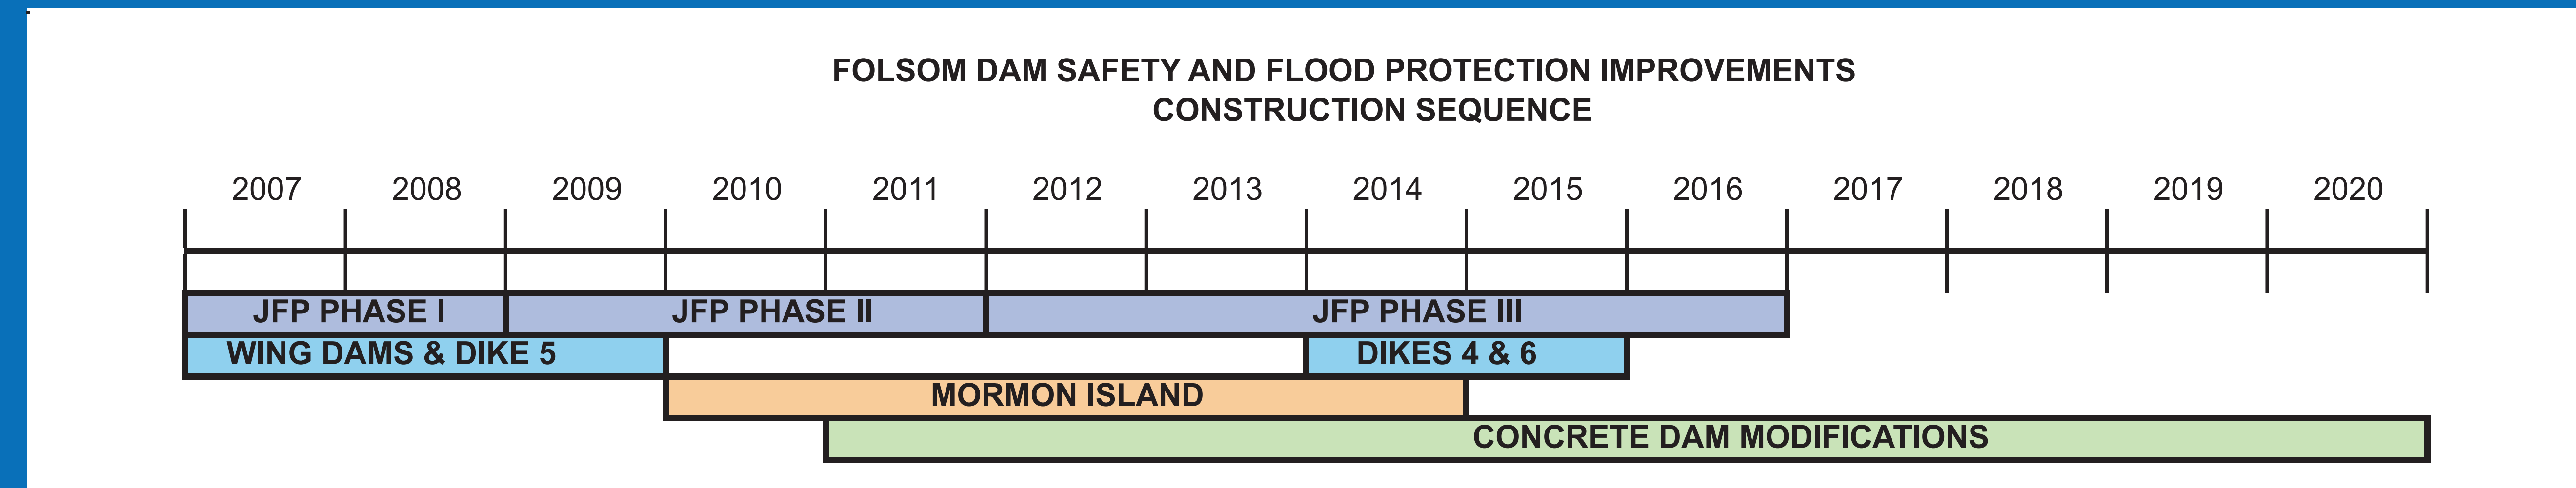 FOLSOM DAM SAFETY AND FLOOD PROTECTION IMPROVEMENTS
CONSTRUCTION SEQUENCE
2007 2008 2009 2010 2011 2012 2013 2014 2015 2016 2017 2018 2019 2020
JFP PHASE I JFP PHASE II JFP PHASE III
WING DAMS & DIKE 5 DIKES 4 & 6
MORMON ISLAND
CONCRETE DAM MODIFICATIONS